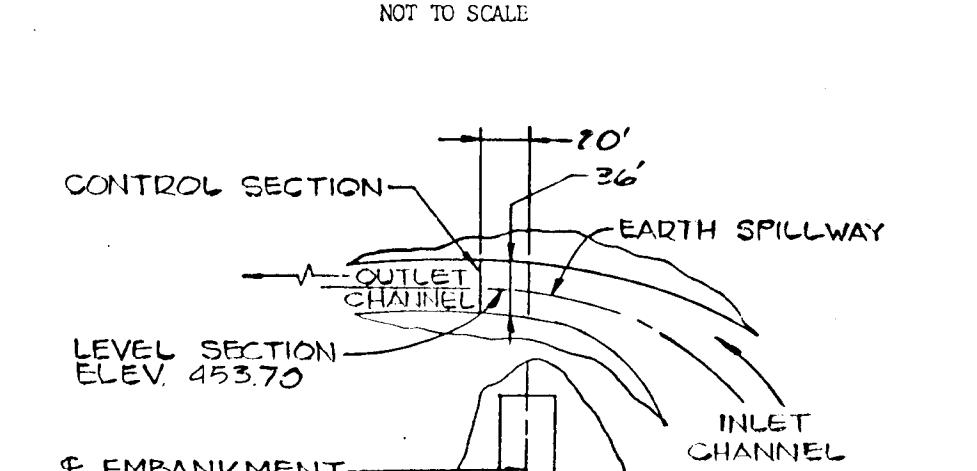 NOT TO SCALE
20'
36'
CONTROL SECTION
EARTH SPILLWAY
OUTLET
CHANNEL
LEVEL SECTION
ELEV. 453.70
INLET
CHANNEL
℄ EMBANKMENT